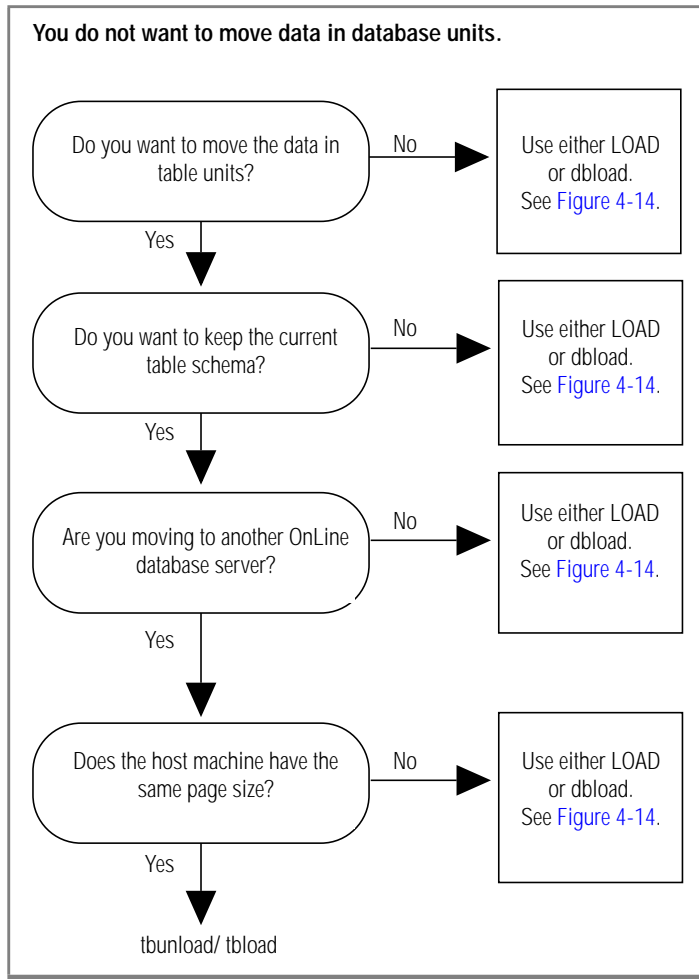 You do not want to move data in database units.
Do you want to move the data in
table units?
No
Use either LOAD
or dbload.
See Figure 4-14.
Yes
Do you want to keep the current
table schema?
No
Use either LOAD
or dbload.
See Figure 4-14.
Yes
Are you moving to another OnLine
database server?
No
Use either LOAD
or dbload.
See Figure 4-14.
Yes
Does the host machine have the
same page size?
No
Use either LOAD
or dbload.
See Figure 4-14.
Yes
tbunload/ tbload